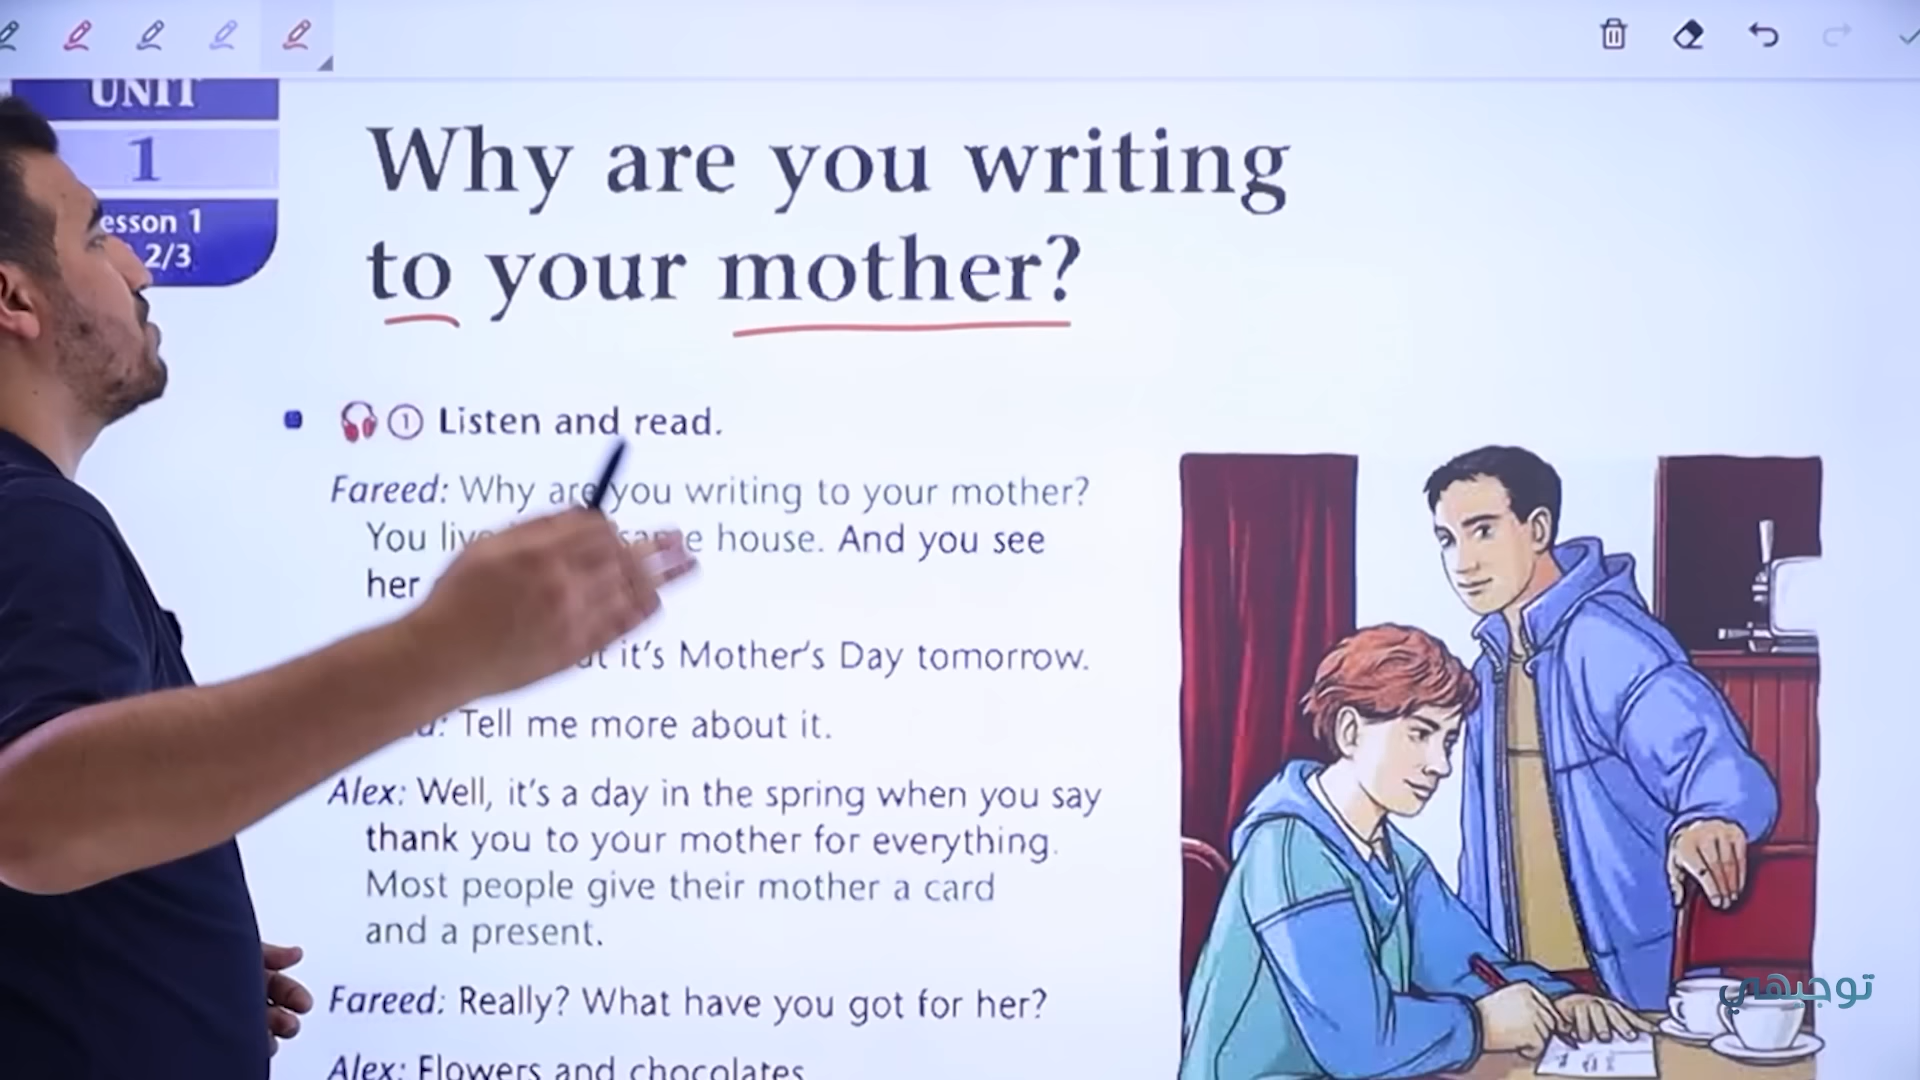 UNIT
1
esson 1
2/3
Why are you writing
to your mother?
1 Listen and read.
Fareed: Why are you writing to your mother?
You house. And you see
her
it's Mother's Day tomorrow.
Tell me more about it.
Alex: Well, it's a day in the spring when you say
thank you to your mother for everything.
Most people give their mother a card
and a present.
Fareed: Really? What have you got for her?
Alex: Flowers and chocolates
توجيهي